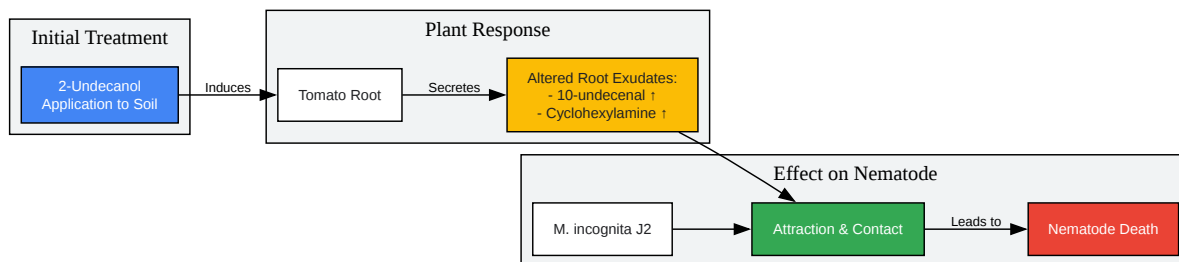 Initial Treatment
2-Undecanol
Application to Soil
Induces
Plant Response
Tomato Root
Secretes
Altered Root Exudates:
- 10-undecenal ↑
- Cyclohexylamine ↑
Effect on Nematode
M. incognita J2
Attraction & Contact
Leads to
Nematode Death